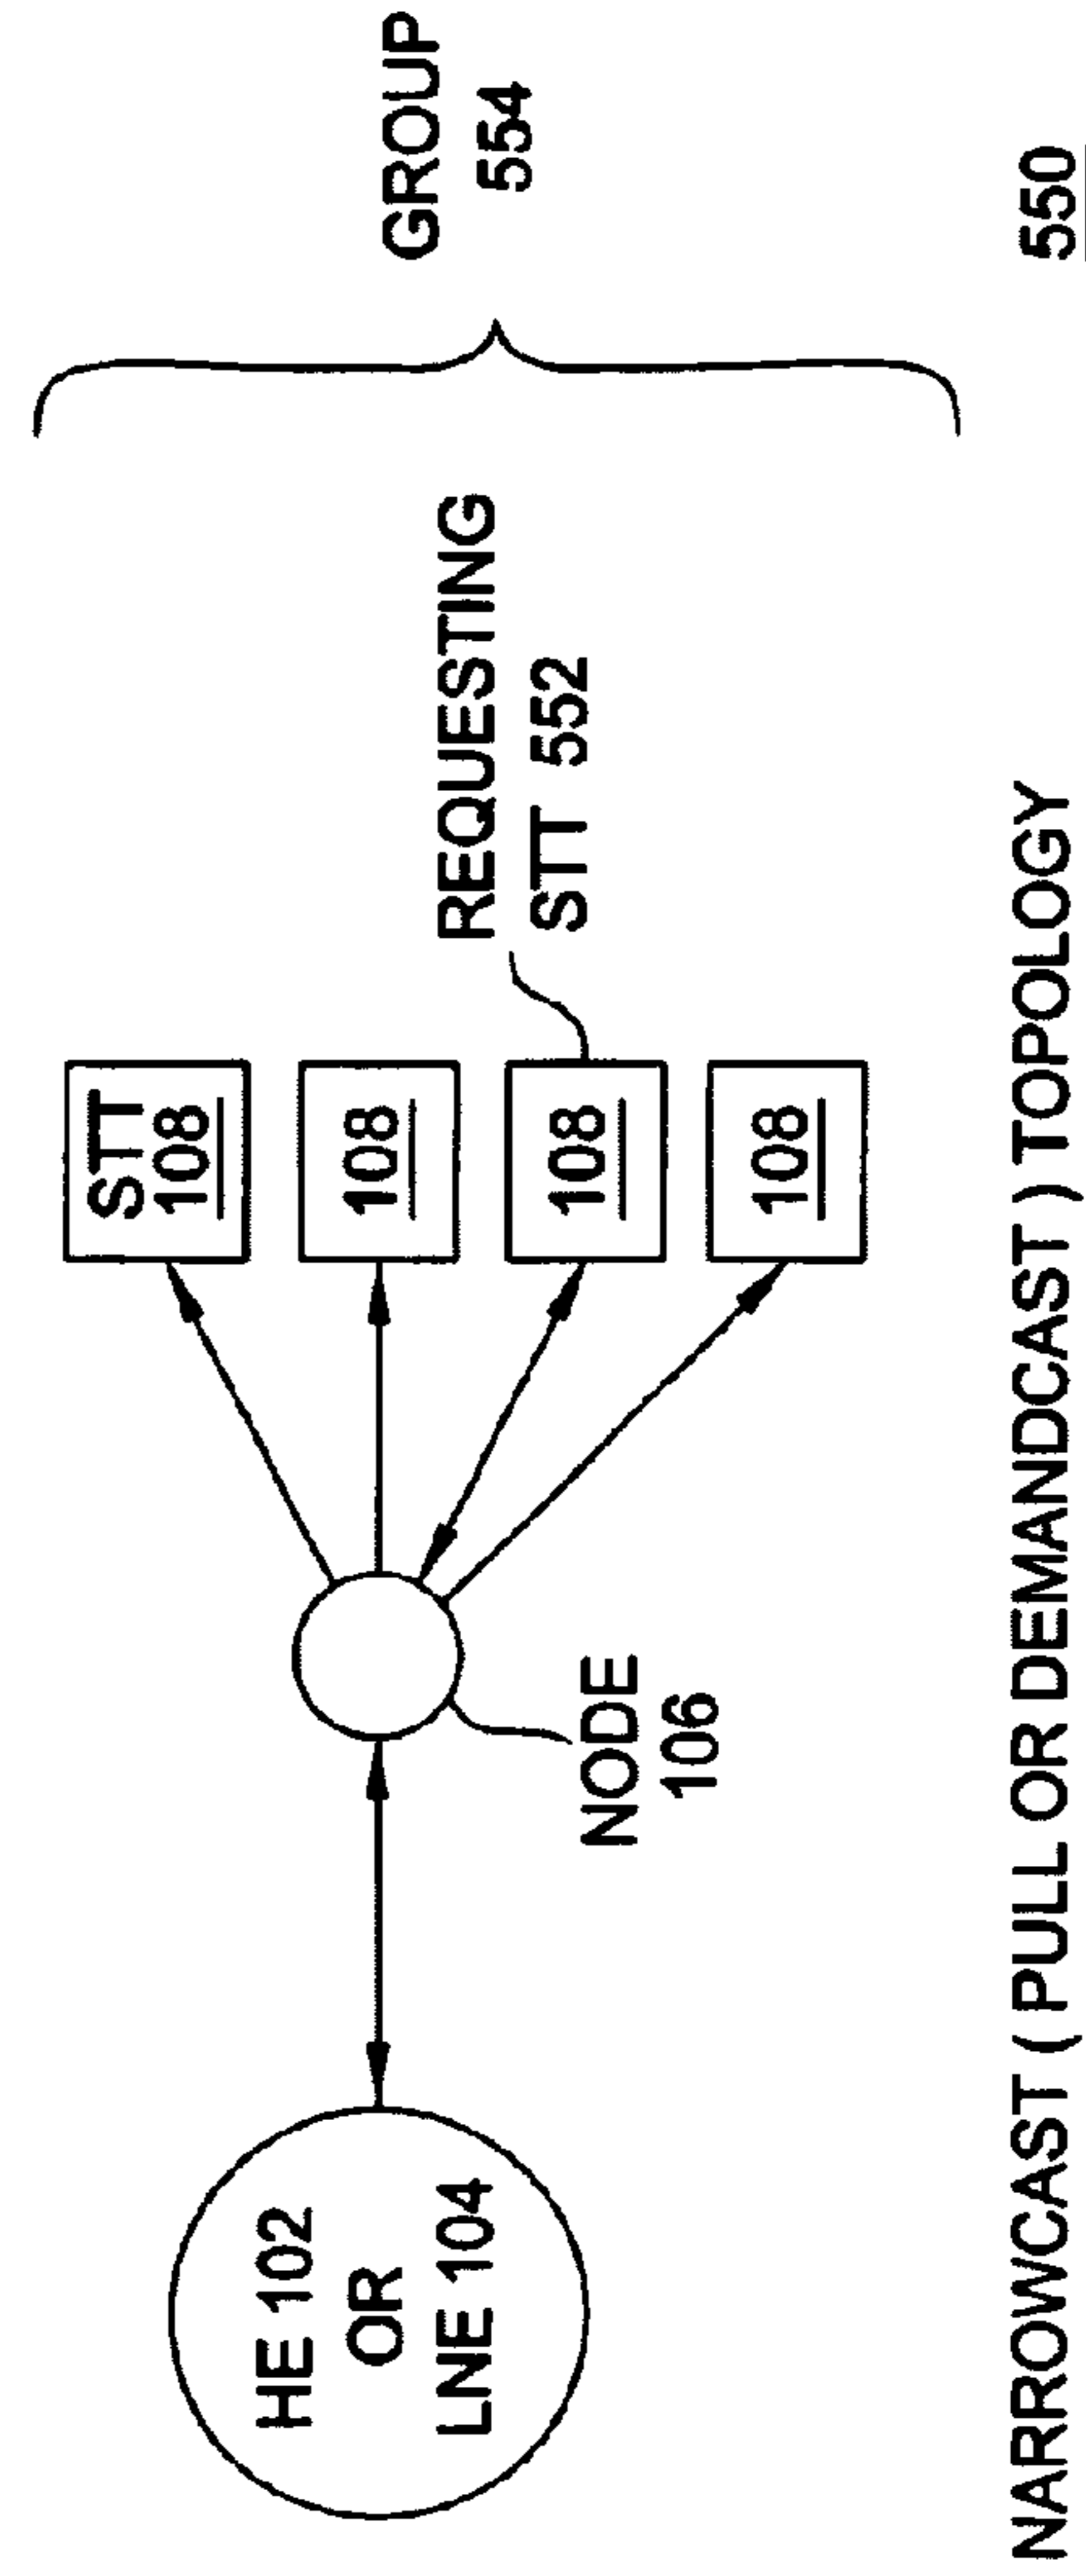 GROUP
554
REQUESTING
STT 552
STT
108
108
108
108
NODE
106
HE 102
OR
LNE 104
550
NARROWCAST ( PULL OR DEMANDCAST ) TOPOLOGY